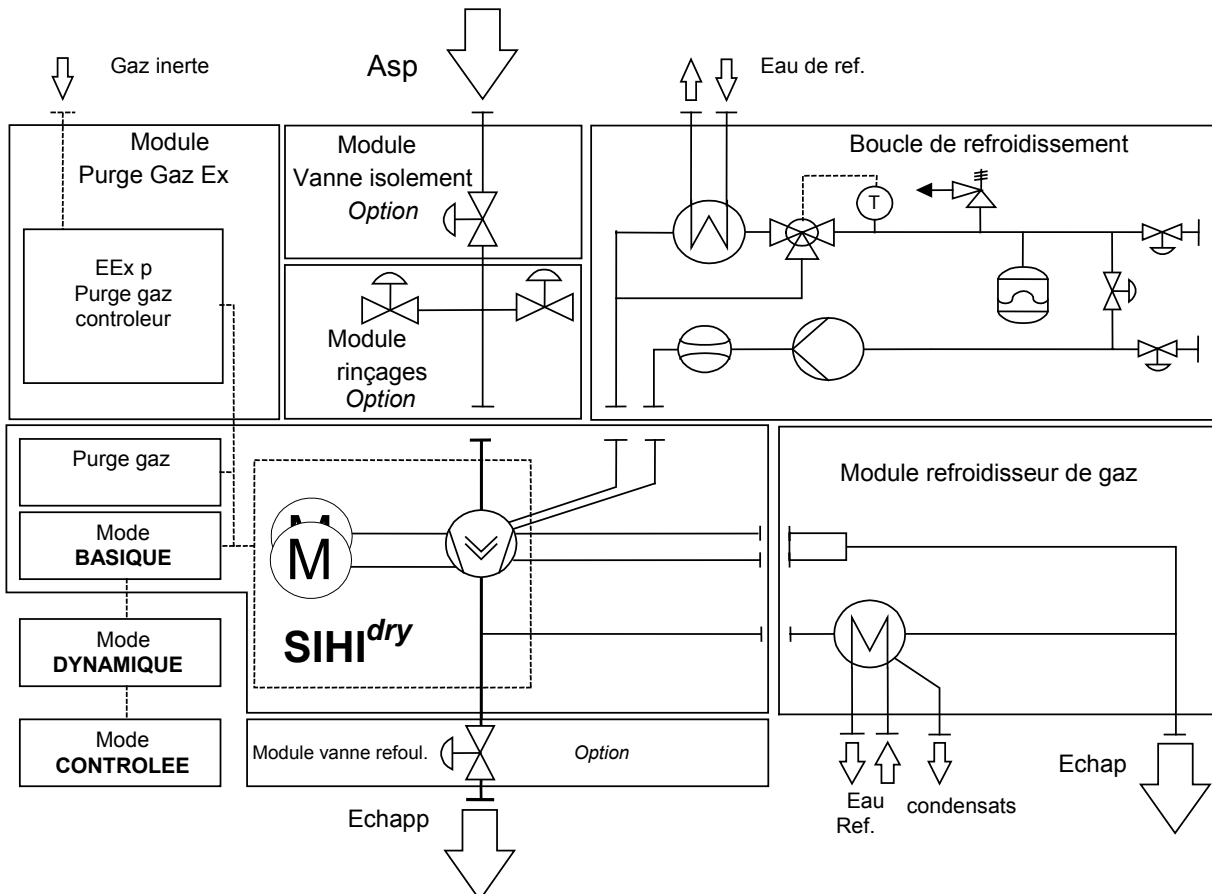 Gaz inerte
Asp
Eau de ref.
Module
Purge Gaz Ex
Module
Vanne isolement
Option
Boucle de refroidissement
T
EEx p
Purge gaz
controleur
Module
rinçages
Option
Purge gaz
Mode
BASIQUE
M
M
SIHI dry
Module refroidisseur de gaz
Mode
DYNAMIQUE
Mode
CONTROLEE
Module vanne refoul.
Option
Echapp
Eau
Ref.
condensats
Echap